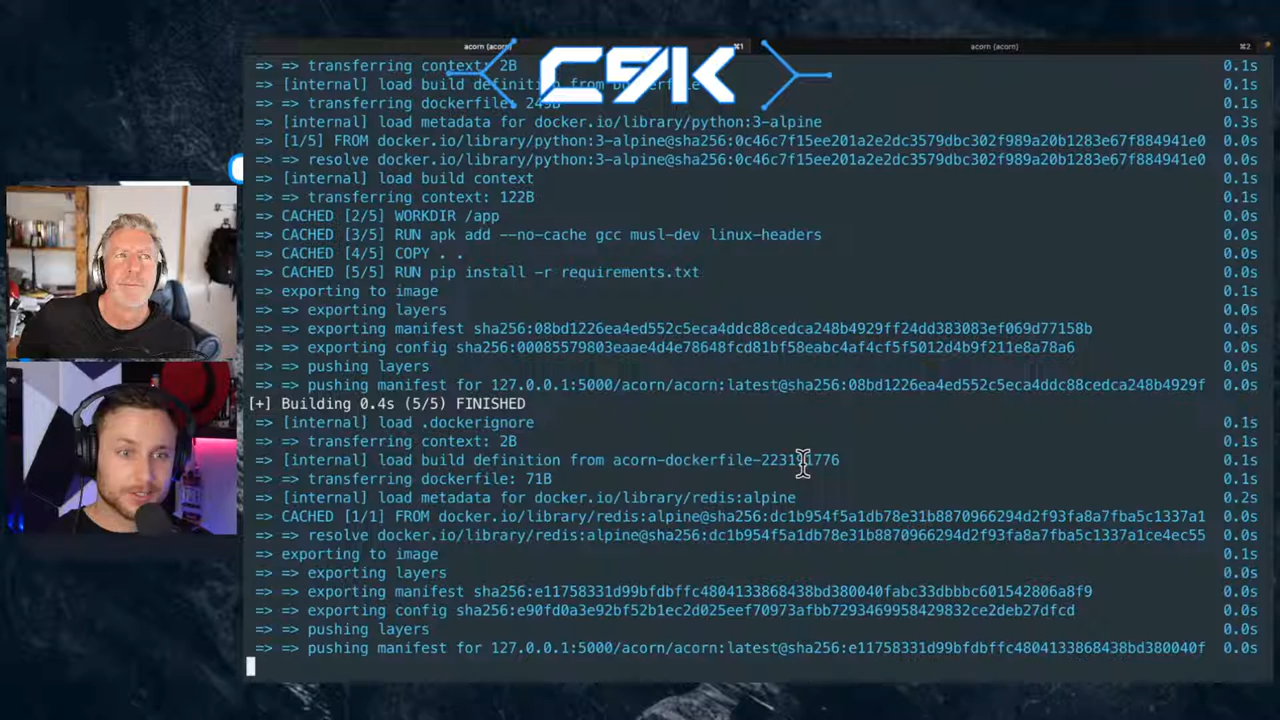 acorn (acorn) ⌘1 acorn (acorn) ⌘2
C9K
=> => transferring context: 2B 0.1s
=> [internal] load build definition from 0.1s
=> => transferring dockerfile: 249B 0.1s
=> [internal] load metadata for docker.io/library/python:3-alpine 0.3s
=> [1/5] FROM docker.io/library/python:3-alpine@sha256:0c46c7f15ee201a2e2dc3579dbc302f989a20b1283e67f884941e0 0.0s
=> => resolve docker.io/library/python:3-alpine@sha256:0c46c7f15ee201a2e2dc3579dbc302f989a20b1283e67f884941e0 0.0s
=> [internal] load build context 0.1s
=> => transferring context: 122B 0.1s
=> CACHED [2/5] WORKDIR /app 0.0s
=> CACHED [3/5] RUN apk add --no-cache gcc musl-dev linux-headers 0.0s
=> CACHED [4/5] COPY . . 0.0s
=> CACHED [5/5] RUN pip install -r requirements.txt 0.0s
=> exporting to image 0.1s
=> => exporting layers 0.0s
=> => exporting manifest sha256:08bd1226ea4ed552c5eca4ddc88cedca248b4929ff24dd383083ef069d77158b 0.0s
=> => exporting config sha256:00085579803eaae4d4e78648fcd81bf58eabc4af4cf5f5012d4b9f211e8a78a6 0.0s
=> => pushing layers 0.0s
=> => pushing manifest for 127.0.0.1:5000/acorn/acorn:latest@sha256:08bd1226ea4ed552c5eca4ddc88cedca248b4929f 0.0s
[+] Building 0.4s (5/5) FINISHED
=> [internal] load .dockerignore 0.1s
=> => transferring context: 2B 0.1s
=> [internal] load build definition from 0.1s
=> => transferring dockerfile: 71B 0.1s
=> [internal] load metadata for docker.io/library/redis:alpine 0.2s
=> CACHED [1/1] FROM docker.io/library/redis:alpine@sha256:dc1b954f5a1db78e31b8870966294d2f93fa8a7fba5c1337a1 0.0s
=> => resolve docker.io/library/redis:alpine@sha256:dc1b954f5a1db78e31b8870966294d2f93fa8a7fba5c1337a1ce4ec55 0.0s
=> exporting to image 0.1s
=> => exporting layers 0.0s
=> => exporting manifest sha256:e11758331d99bfdbffc4804133868438bd380040fabc33dbbbc601542806a8f9 0.0s
=> => exporting config sha256:e90fd0a3e92bf52b1ec2d025eef70973afbb7293469958429832ce2deb27dfcd 0.0s
=> => pushing layers 0.0s
=> => pushing manifest for 127.0.0.1:5000/acorn/acorn:latest@sha256:e11758331d99bfdbffc4804133868438bd380040f 0.0s